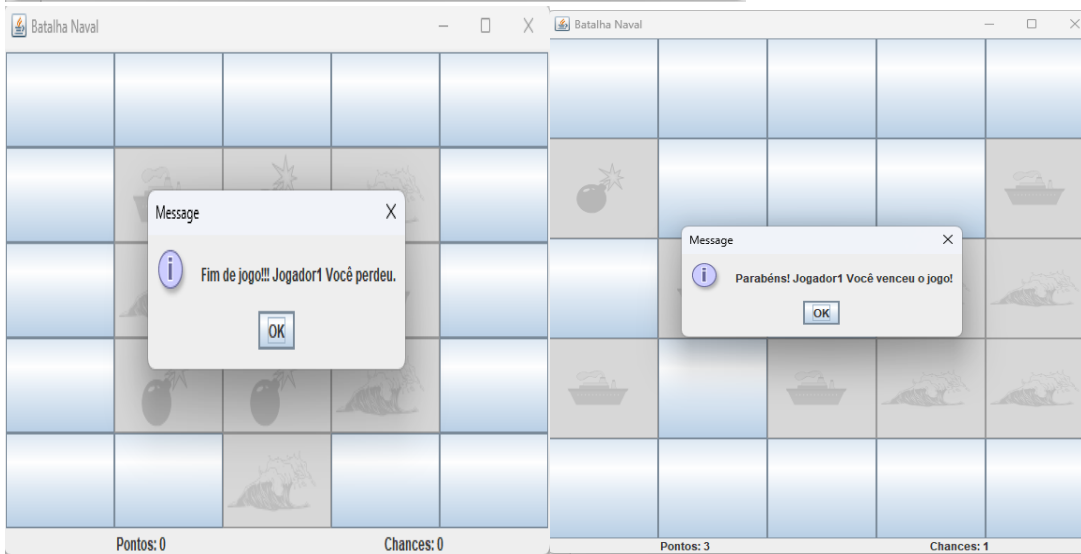 Batalha Naval
Message
Fim de jogo!!! Jogador1 Você perdeu.
OK
Pontos: 0
Chances: 0
Batalha Naval
Message
Parabéns! Jogador1 Você venceu o jogo!
OK
Pontos: 3
Chances: 1